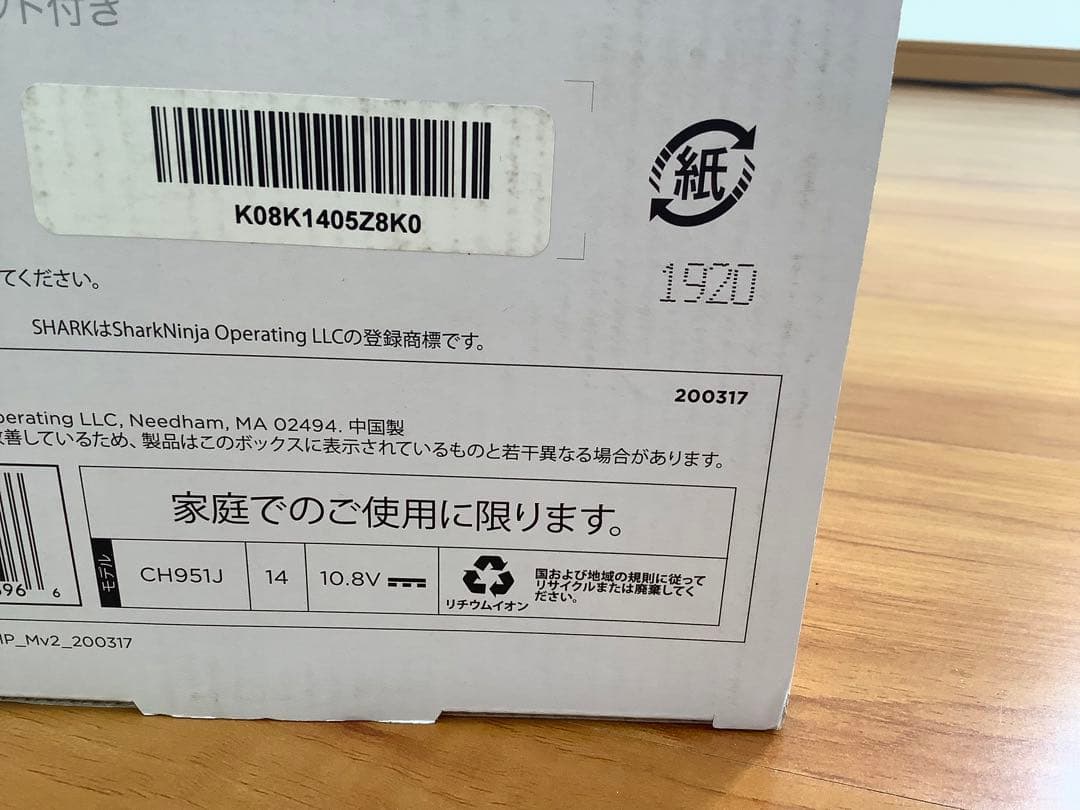 ット付き
K08K1405Z8K0
紙
1920
てください。
SHARKはSharkNinja Operating LLCの登録商標です。
200317
perating LLC, Needham, MA 02494. 中国製
善しているため、製品はこのボックスに表示されているものと若干異なる場合があります。
家庭でのご使用に限ります。
モデル
CH951J
14
10.8V
リチウムイオン
国および地域の規則に従って
リサイクルまたは廃棄してく
ださい。
96 6
IP_Mv2_200317